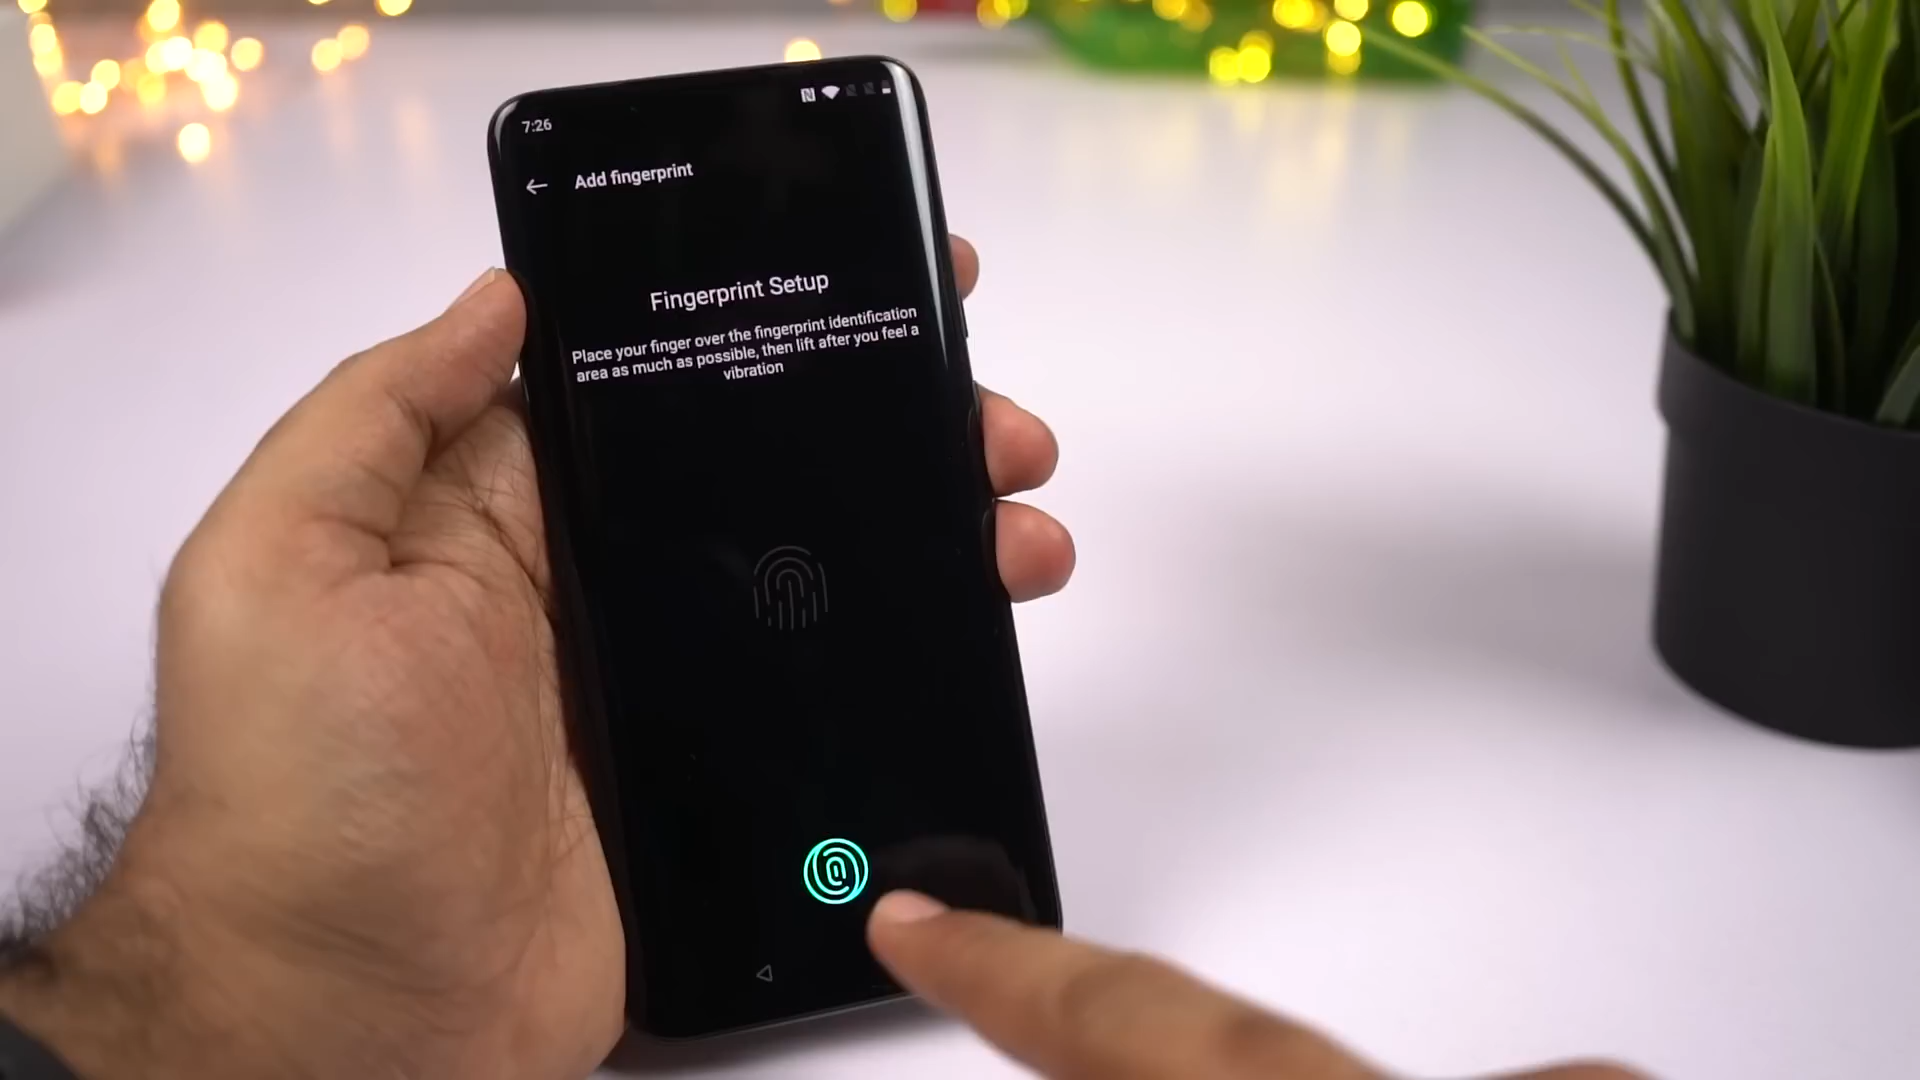 7:26
Add fingerprint
Fingerprint Setup
Place your finger over the fingerprint identification
area as much as possible, then lift after you feel a
vibration